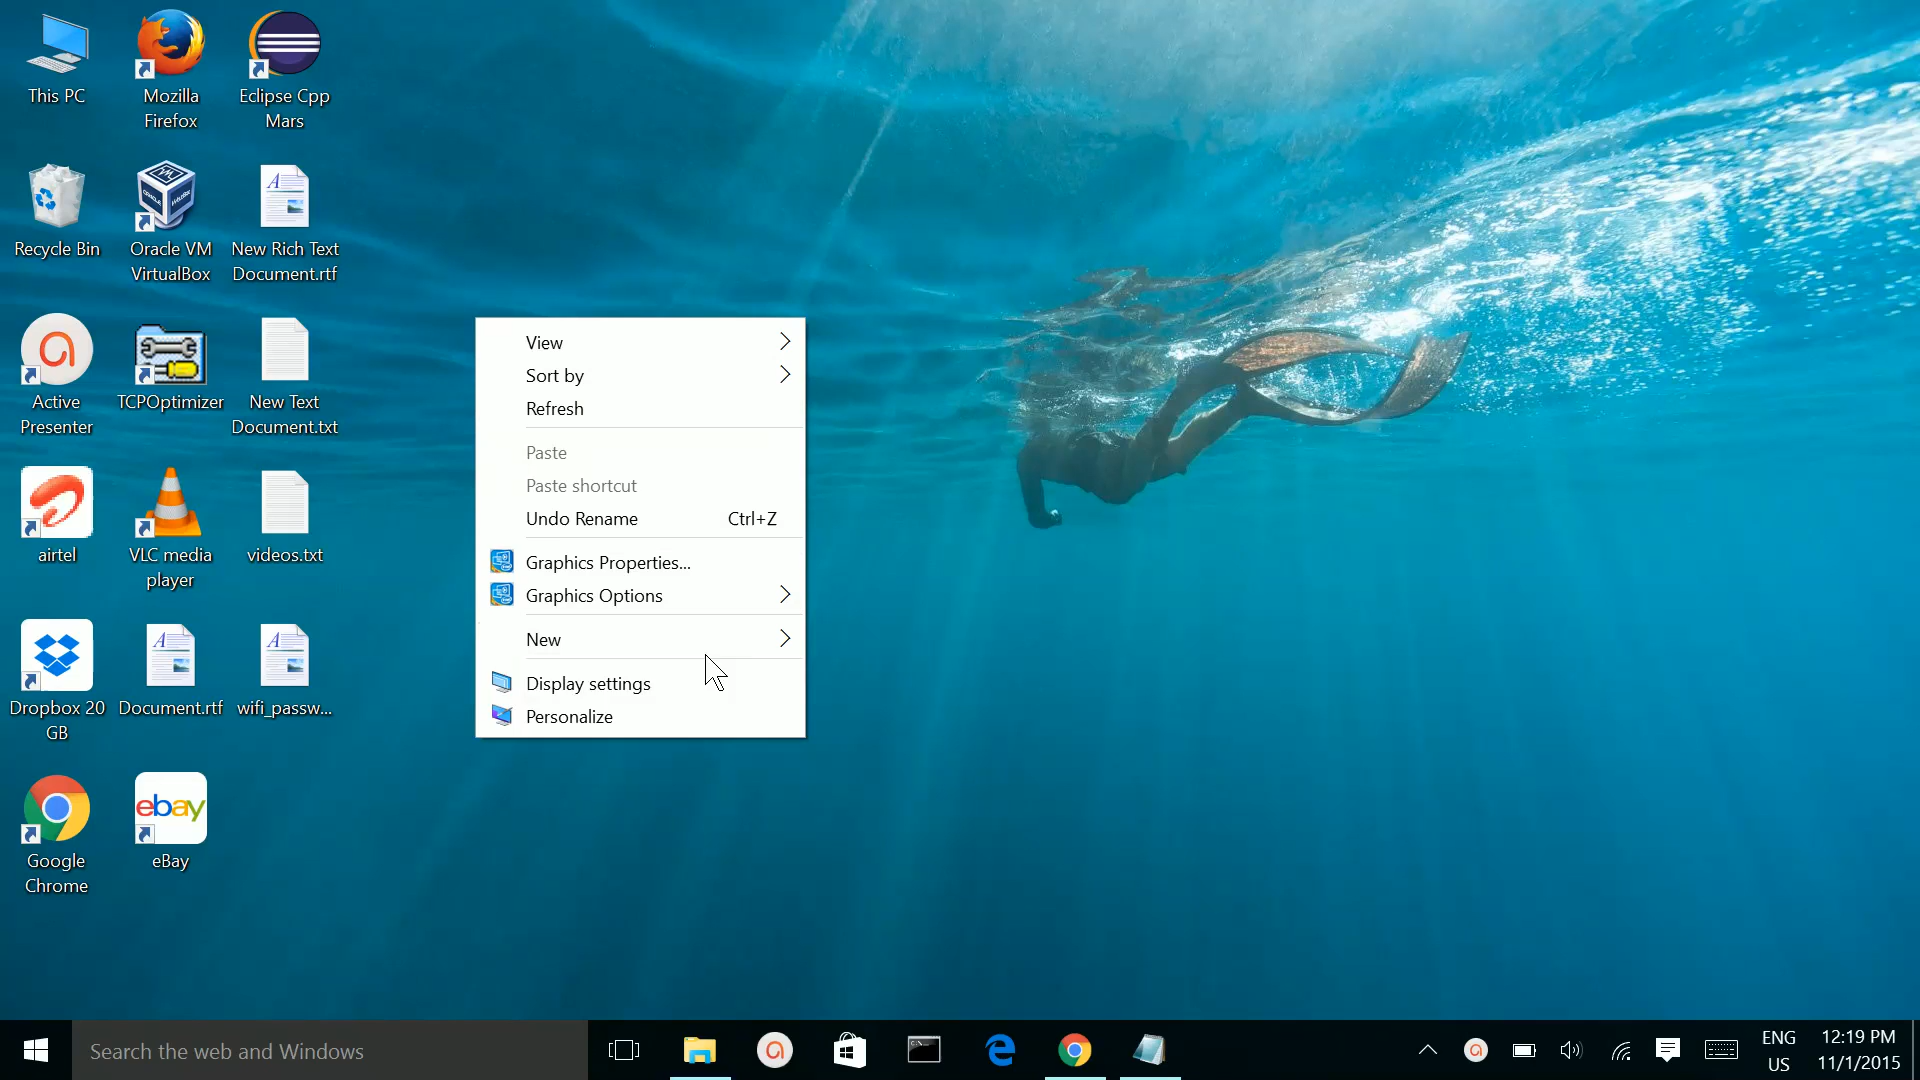 This PC
Mozilla
Firefox
Eclipse Cpp
Mars
Recycle Bin
Oracle VM
VirtualBox
New Rich Text
Document.rtf
Active
Presenter
TCPOptimizer
New Text
Document.txt
airtel
VLC media
player
videos.txt
Dropbox 20
GB
Document.rtf
wifi_passw...
Google
Chrome
ebay
eBay
View
Sort by
Refresh
Paste
Paste shortcut
Undo Rename Ctrl+Z
Graphics Properties...
Graphics Options
New
Display settings
Personalize
Search the web and Windows
ENG
US
12:19 PM
11/1/2015